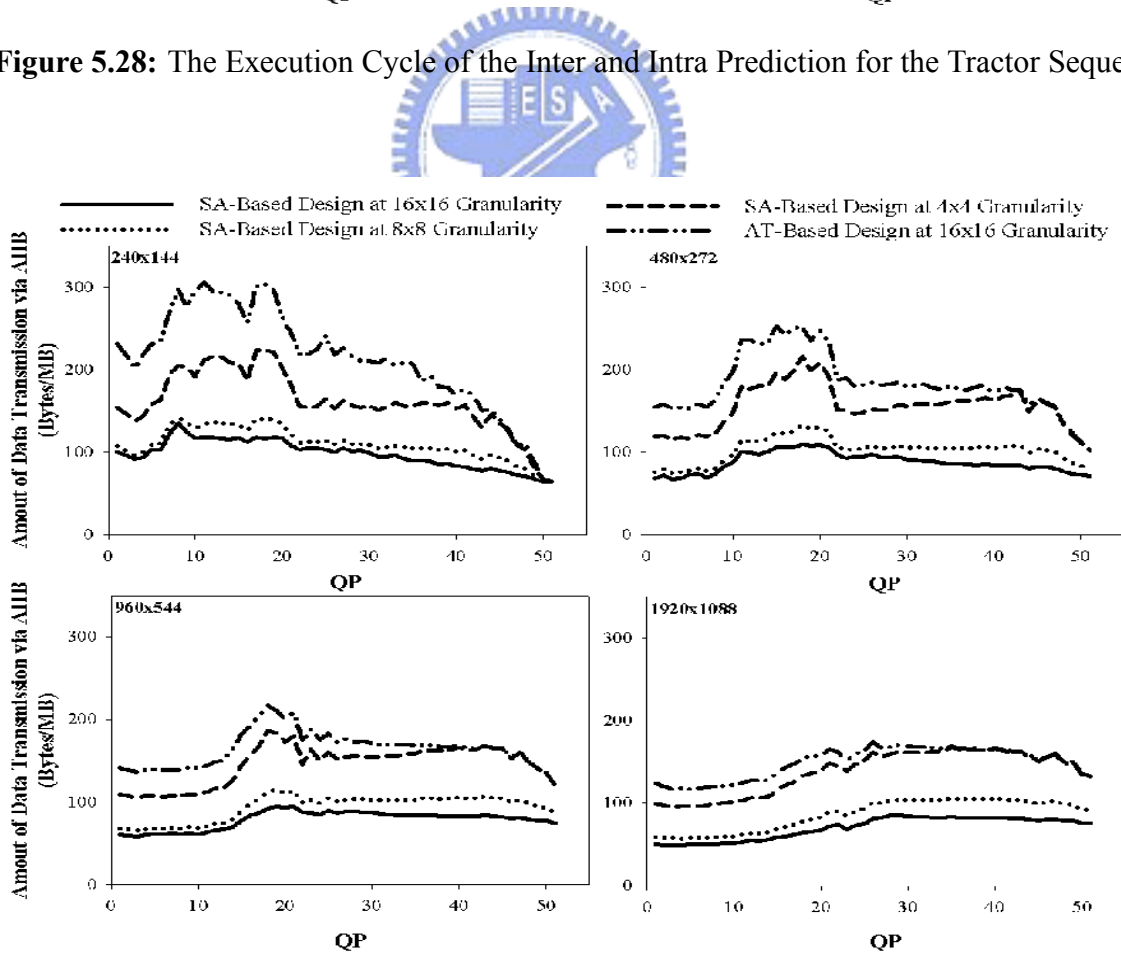 Figure 5.28: The Execution Cycle of the Inter and Intra Prediction for the Tractor Seque
E S A
SA-Based Design at 16x16 Granularity
SA-Based Design at 8x8 Granularity
SA-Based Design at 4x4 Granularity
AT-Based Design at 16x16 Granularity
Amout of Data Transmission via AHB
(Bytes/MB)
240x144
300
200
100
0
0 10 20 30 40 50
QP
480x272
300
200
100
0
0 10 20 30 40 50
QP
Amout of Data Transmission via AHB
(Bytes/MB)
960x544
300
200
100
0
0 10 20 30 40 50
QP
1920x1088
300
200
100
0
0 10 20 30 40 50
QP